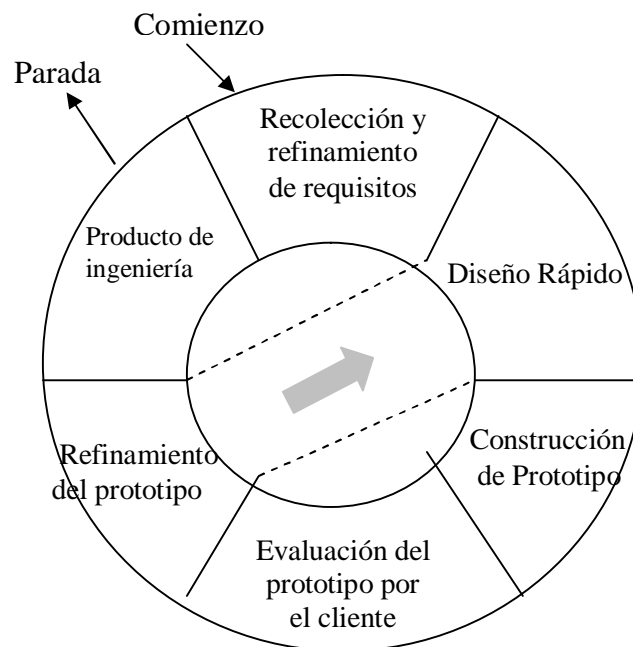 Comienzo
Parada
Recolección y
refinamiento
de requisitos
Diseño Rápido
Construcción
de Prototipo
Evaluación del
prototipo por
el cliente
Refinamiento
del prototipo
Producto de
ingeniería